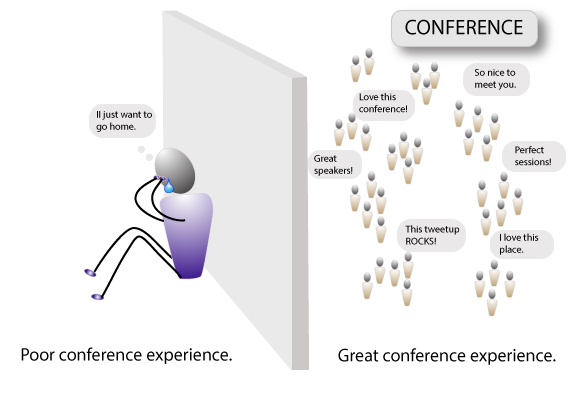 CONFERENCE
So nice to
meet you.
Love this
conference!
II just want to
go home.
Great
speakers!
Perfect
sessions!
This tweetup
ROCKS!
I love this
place.
Poor conference experience.
Great conference experience.